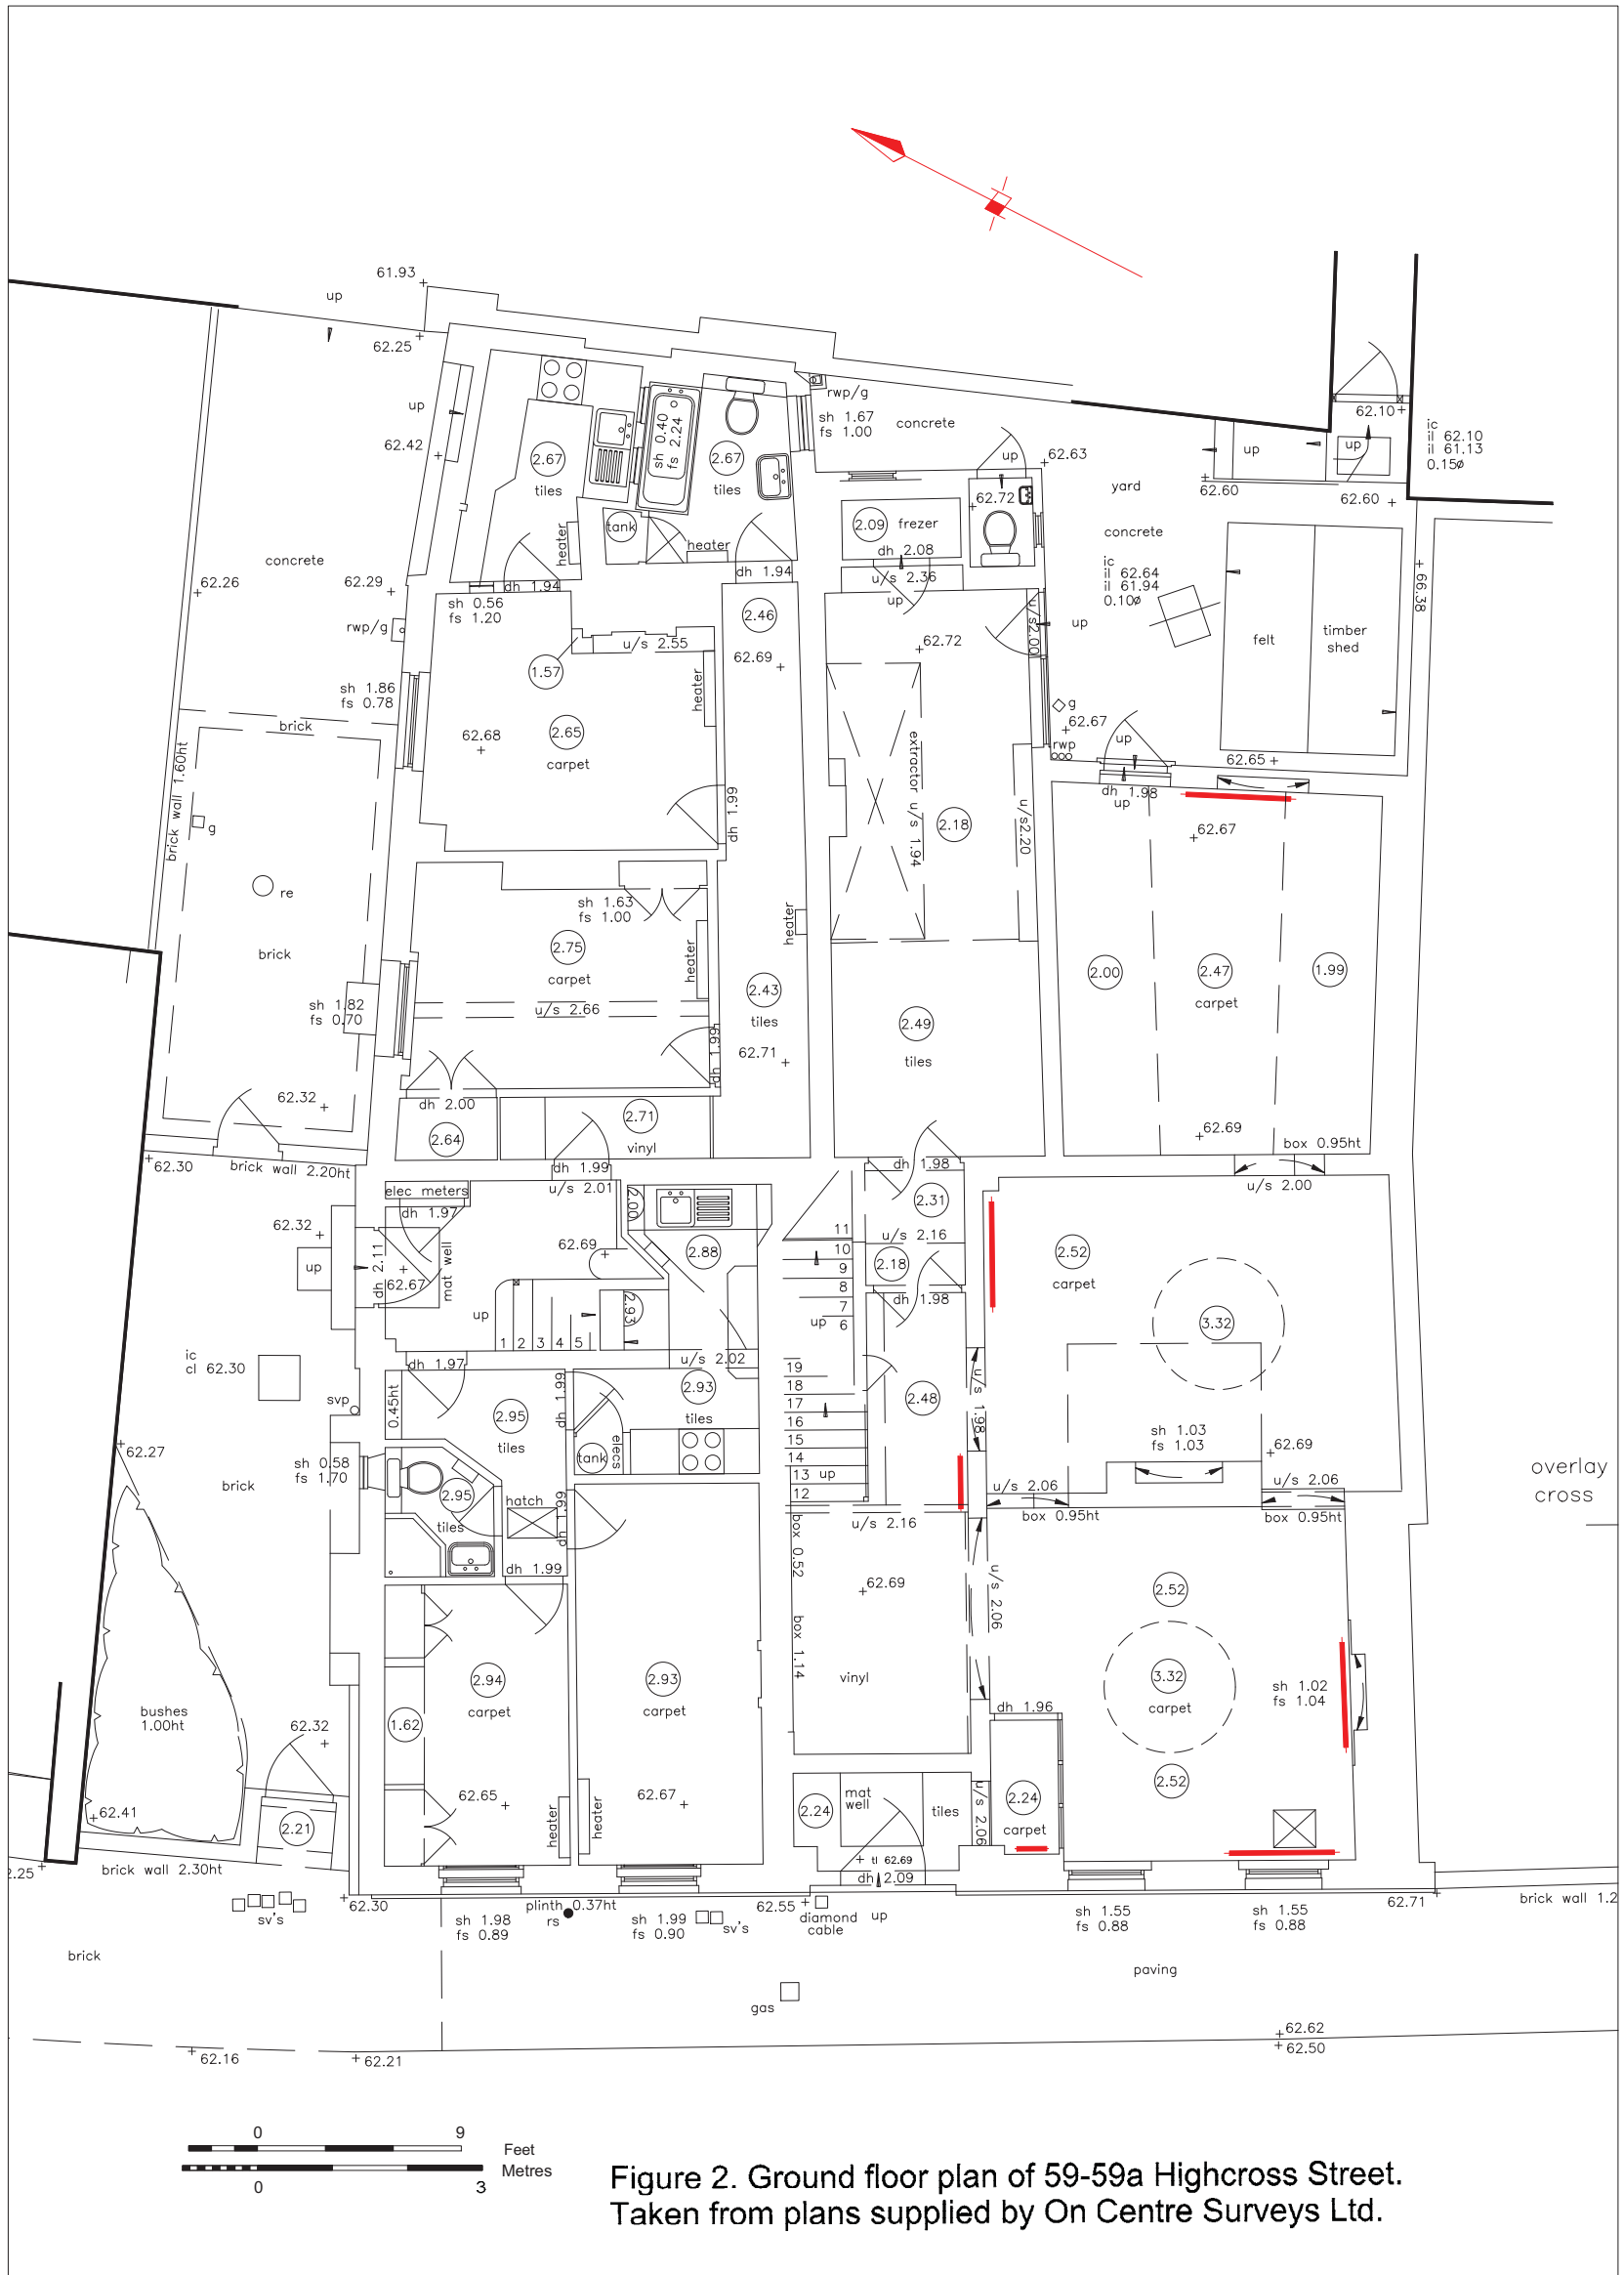 61.93
up
62.25
up
62.42
2.67
tiles
sh 0.40
fs 2.24
2.67
tiles
rwp/g
sh 1.67
fs 1.00
concrete
up
62.63
yard
62.72
concrete
up
62.60
up
62.60
62.10
ic
il 62.10
il 61.13
0.15ø
concrete
62.26
62.29
rwp/g
heater
tank
heater
dh 1.94
dh 1.94
sh 0.56
fs 1.20
2.09
frezer
dh 2.08
u/s 2.36
up
ic
il 62.64
il 61.94
0.10ø
66.38
felt
timber
shed
2.46
62.69
u/s 2.55
1.57
heater
62.72
u/s2.00
up
sh 1.86
fs 0.78
62.68
2.65
carpet
brick
brick wall 1.60ht
g
re
brick
dh 1.99
extractor u/s 1.94
2.18
u/s2.20
g
62.67
rwp
up
62.65
dh 1.98
up
62.67
sh 1.63
fs 1.00
2.75
carpet
heater
heater
u/s 2.66
sh 1.82
fs 0.70
2.43
tiles
62.71
2.49
tiles
2.00
2.47
carpet
1.99
dh 1.99
62.32
dh 2.00
2.64
2.71
vinyl
62.69
box 0.95ht
62.30
brick wall 2.20ht
dh 1.99
u/s 2.01
dh 1.98
2.31
u/s 2.16
2.18
dh 1.98
u/s 2.00
elec meters
dh 1.97
62.32
up
dh 2.11
62.67
mat well
62.69
2.00
2.88
2.93
up
1 2 3 4 5
11
10
9
8
7
6
up
2.52
carpet
3.32
ic
cl 62.30
svp
dh 1.97
0.45ht
2.95
tiles
dh 1.99
u/s 2.02
2.93
tiles
tank
elecs
19
18
17
16
15
14
13
12
up
2.48
u/s 1.98
sh 1.03
fs 1.03
62.69
62.27
brick
sh 0.58
fs 1.70
2.95
tiles
hatch
dh 1.99
dh 1.99
u/s 2.16
u/s 2.06
box 0.95ht
u/s 2.06
box 0.95ht
overlay
cross
box 0.52
62.69
box 1.14
vinyl
u/s 2.06
2.52
3.32
carpet
sh 1.02
fs 1.04
2.52
bushes
1.00ht
62.32
1.62
2.94
carpet
2.93
carpet
dh 1.96
62.41
2.21
62.65
heater
heater
62.67
2.24
mat
well
tiles
u/s 2.06
2.24
carpet
2.25
brick wall 2.30ht
tl 62.69
dh 2.09
sv's
62.30
sh 1.98
fs 0.89
plinth 0.37ht
rs
sh 1.99
fs 0.90
sv's
62.55
diamond
cable
up
sh 1.55
fs 0.88
sh 1.55
fs 0.88
62.71
brick wall 1.2
brick
paving
gas
62.62
62.50
62.16
62.21
0 9
Feet
Metres
0 3
Figure 2. Ground floor plan of 59-59a Highcross Street.
Taken from plans supplied by On Centre Surveys Ltd.